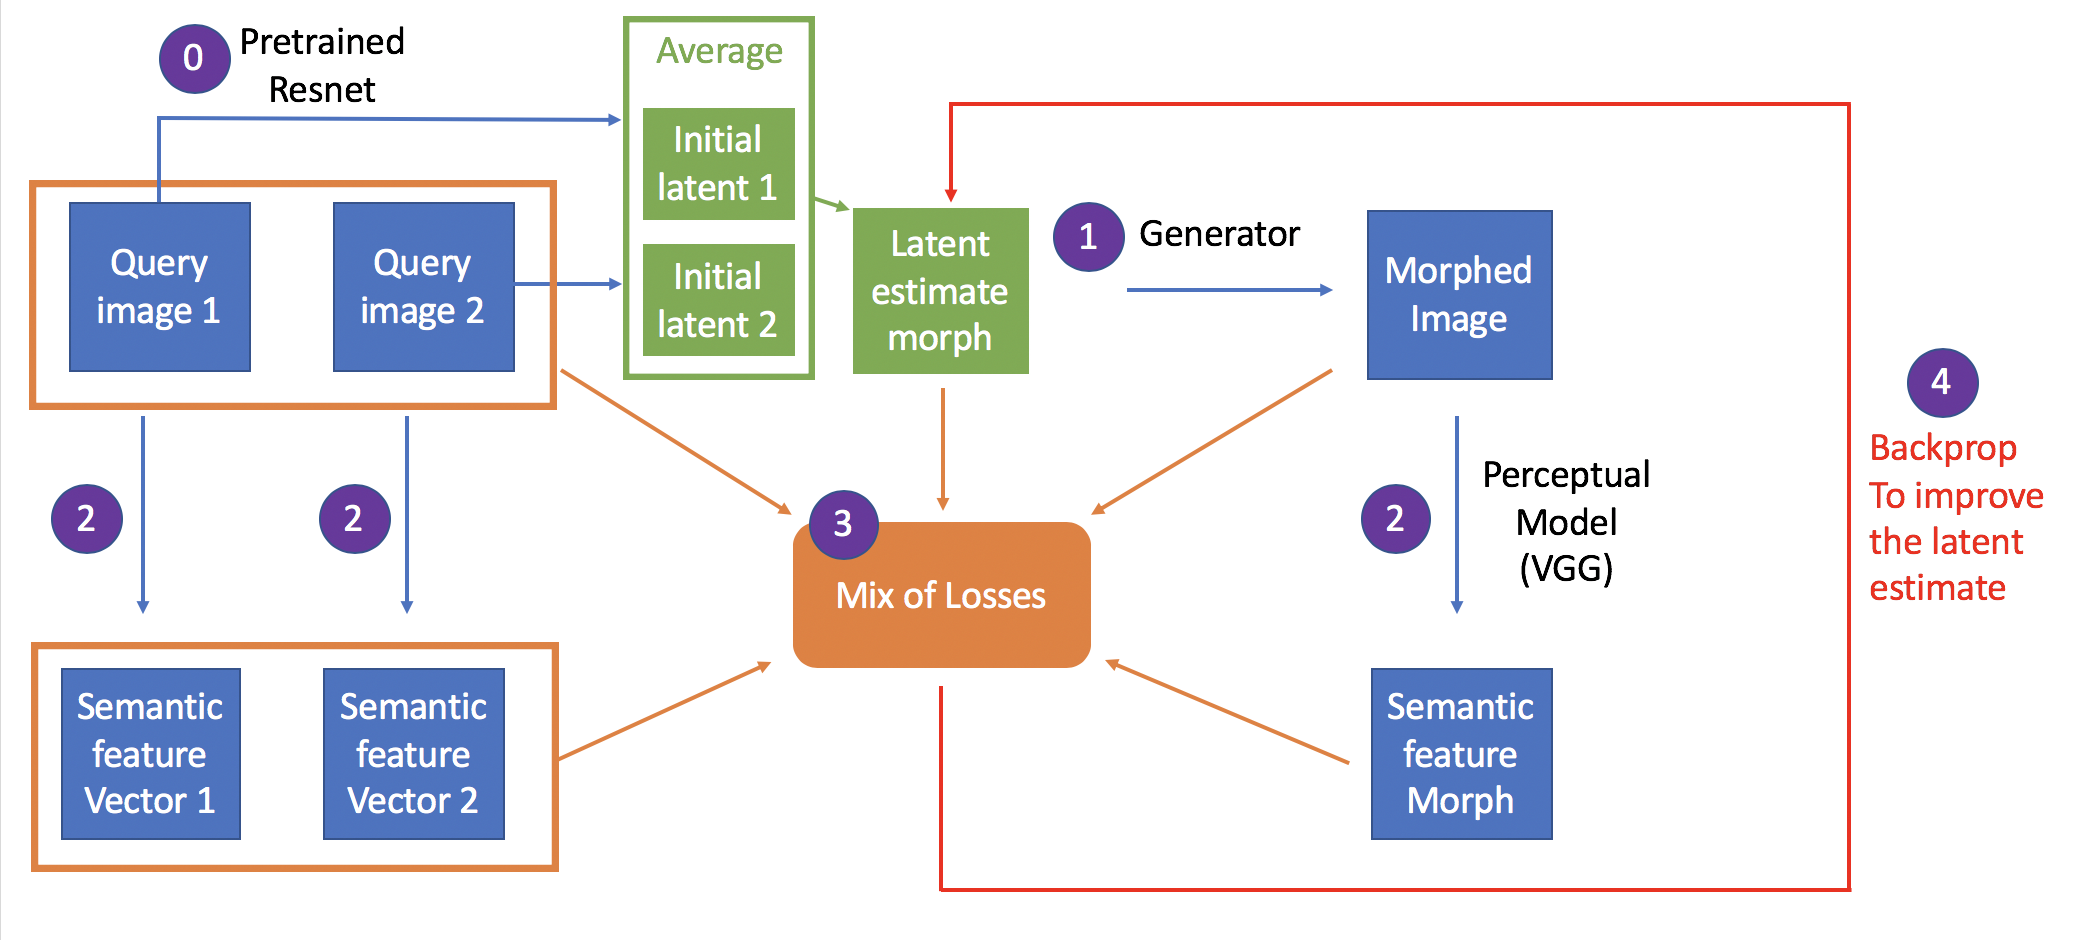 0
Pretrained
Resnet
Average
Initial
latent 1
Initial
latent 2
Query
image 1
Query
image 2
Latent
estimate
morph
1
Generator
Morphed
Image
4
Backprop
To improve
the latent
estimate
2
2
3
Mix of Losses
2
Perceptual
Model
(VGG)
Semantic
feature
Vector 1
Semantic
feature
Vector 2
Semantic
feature
Morph